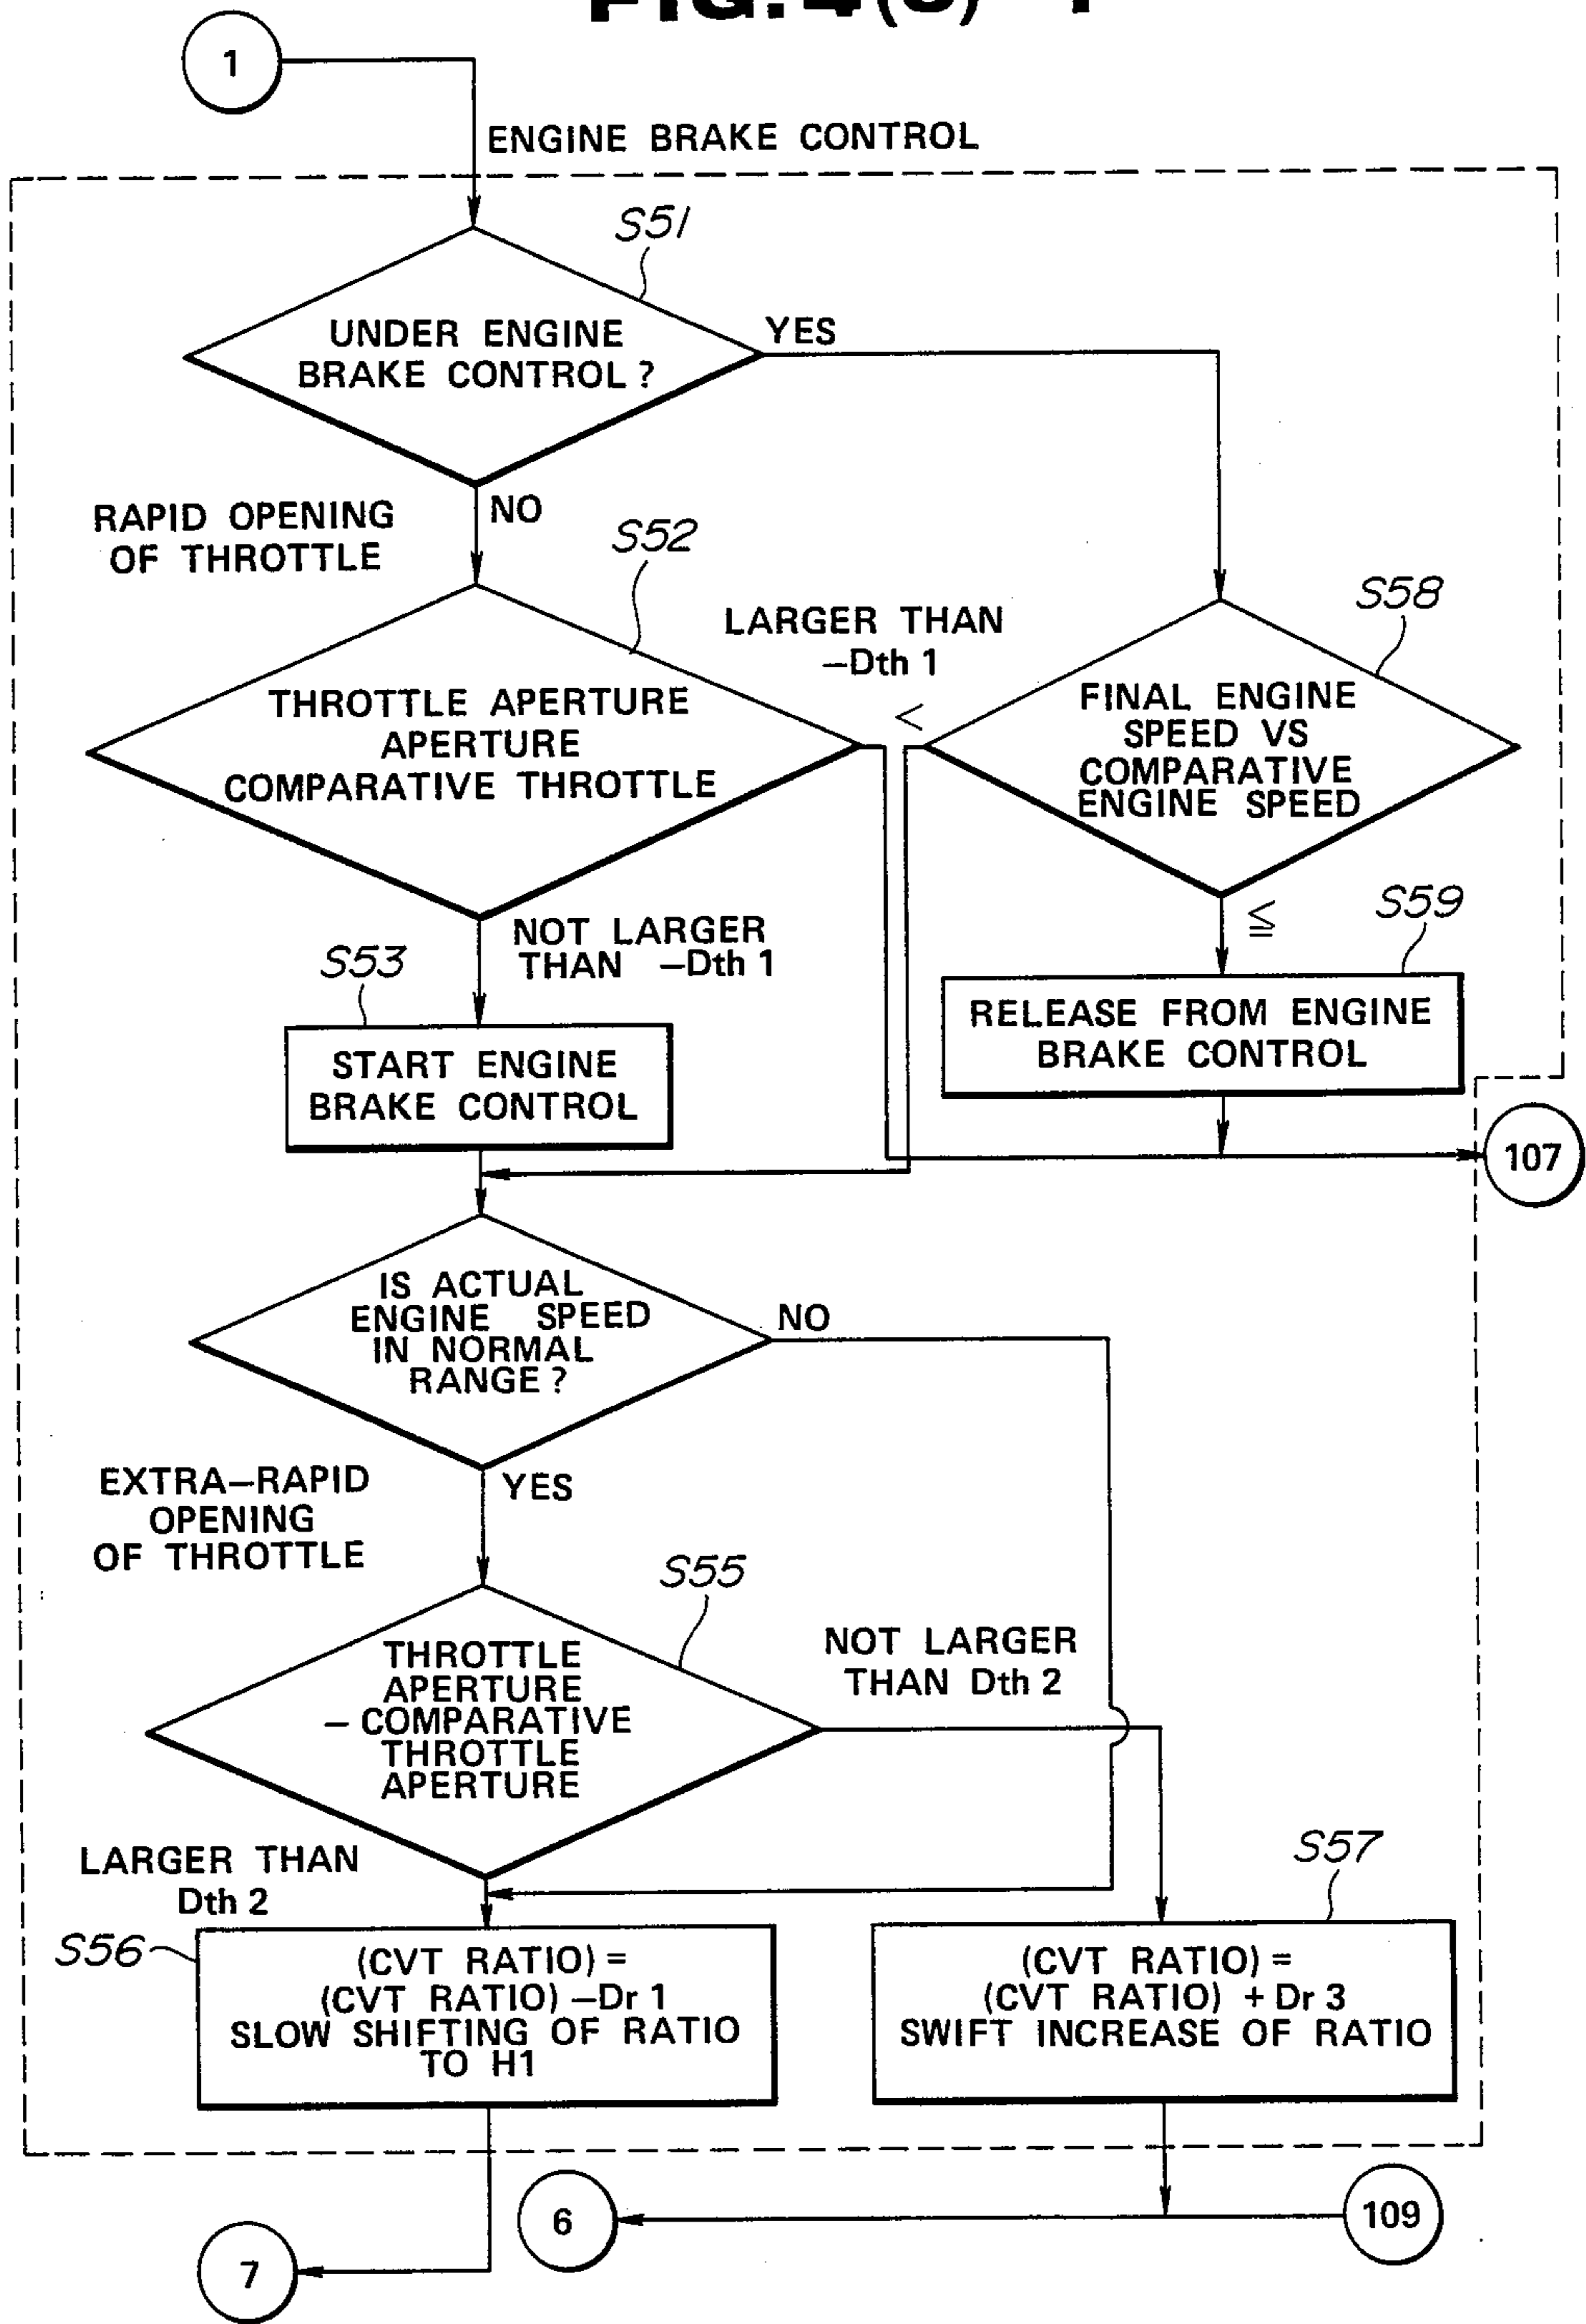 FIG. 4(C)-1
1
ENGINE BRAKE CONTROL
S51
UNDER ENGINE
BRAKE CONTROL?
YES
NO
RAPID OPENING
OF THROTTLE
S52
THROTTLE APERTURE
APERTURE
COMPARATIVE THROTTLE
LARGER THAN
—Dth 1
<
S58
FINAL ENGINE
SPEED VS
COMPARATIVE
ENGINE SPEED
≦
S59
RELEASE FROM ENGINE
BRAKE CONTROL
107
NOT LARGER
THAN —Dth 1
S53
START ENGINE
BRAKE CONTROL
IS ACTUAL
ENGINE SPEED
IN NORMAL
RANGE?
NO
YES
EXTRA—RAPID
OPENING
OF THROTTLE
S55
THROTTLE
APERTURE
— COMPARATIVE
THROTTLE
APERTURE
NOT LARGER
THAN Dth 2
LARGER THAN
Dth 2
S56
(CVT RATIO) =
(CVT RATIO) —Dr 1
SLOW SHIFTING OF RATIO
TO H1
S57
(CVT RATIO) =
(CVT RATIO) + Dr 3
SWIFT INCREASE OF RATIO
6
109
7